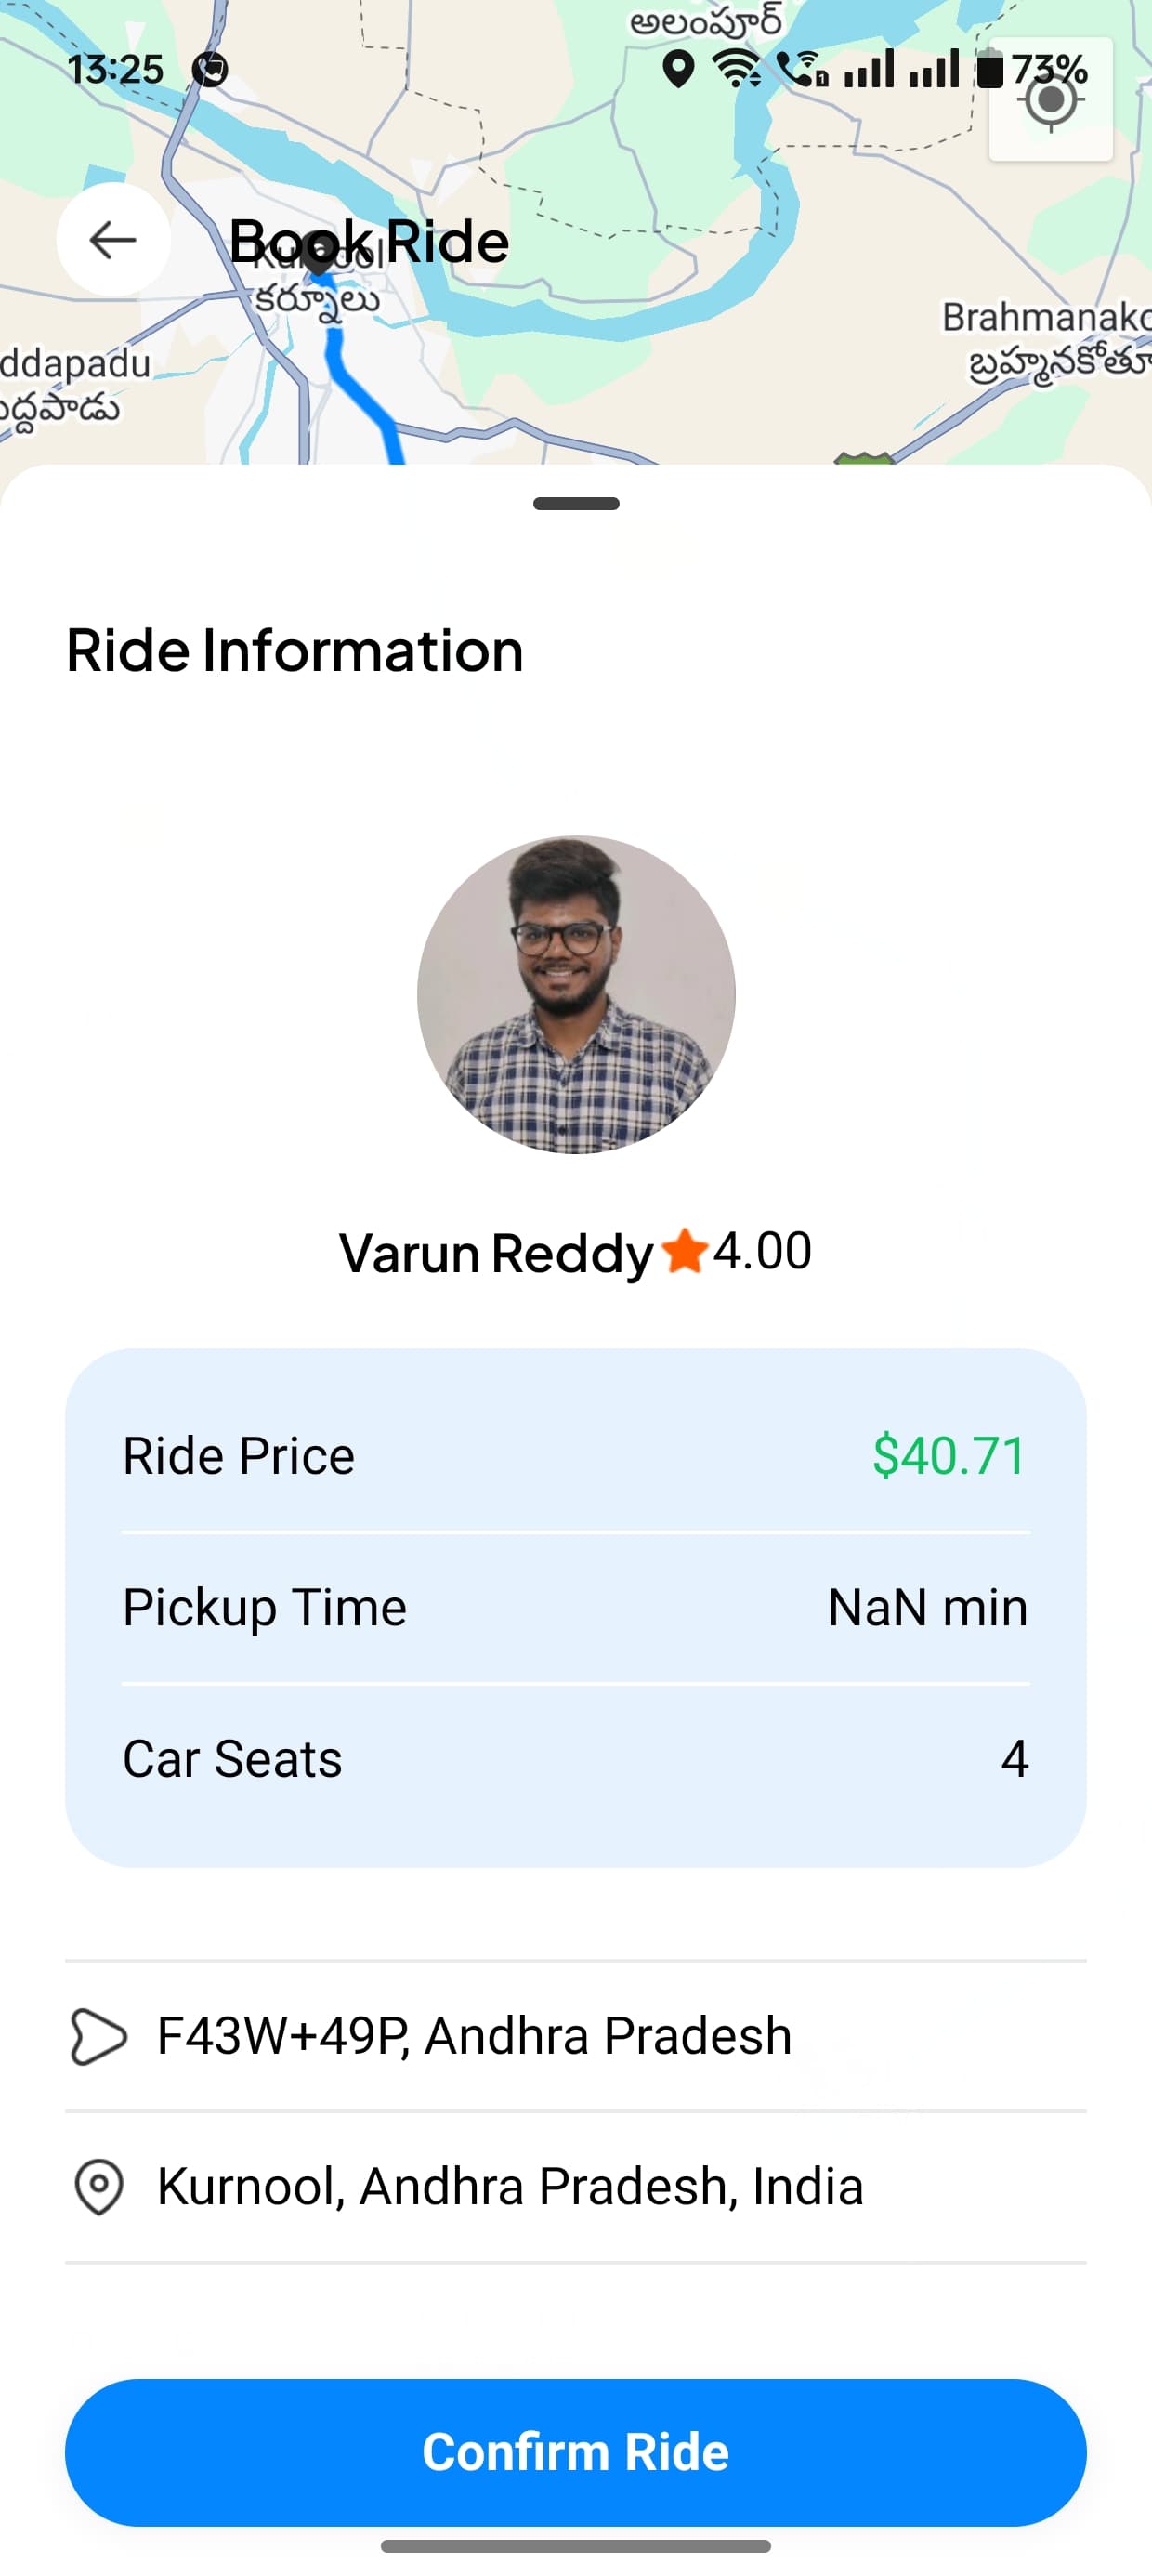 అలంపూర్
13:25
73%
Book Ride
Kurnool
కర్నూలు
Brahmanako
బ్రహ్మనకోతూ
ddapadu
ద్దపాడు
Ride Information
Varun Reddy 4.00
Ride Price $40.71
Pickup Time NaN min
Car Seats 4
F43W+49P, Andhra Pradesh
Kurnool, Andhra Pradesh, India
Confirm Ride